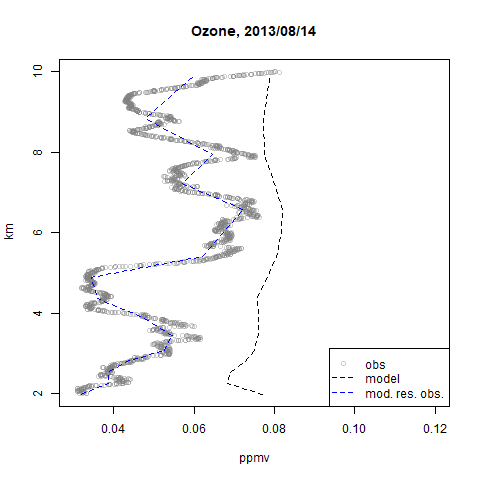 Ozone, 2013/08/14
10
8
6
4
2
km
0.04 0.06 0.08 0.10 0.12
ppmv
obs
model
mod. res. obs.